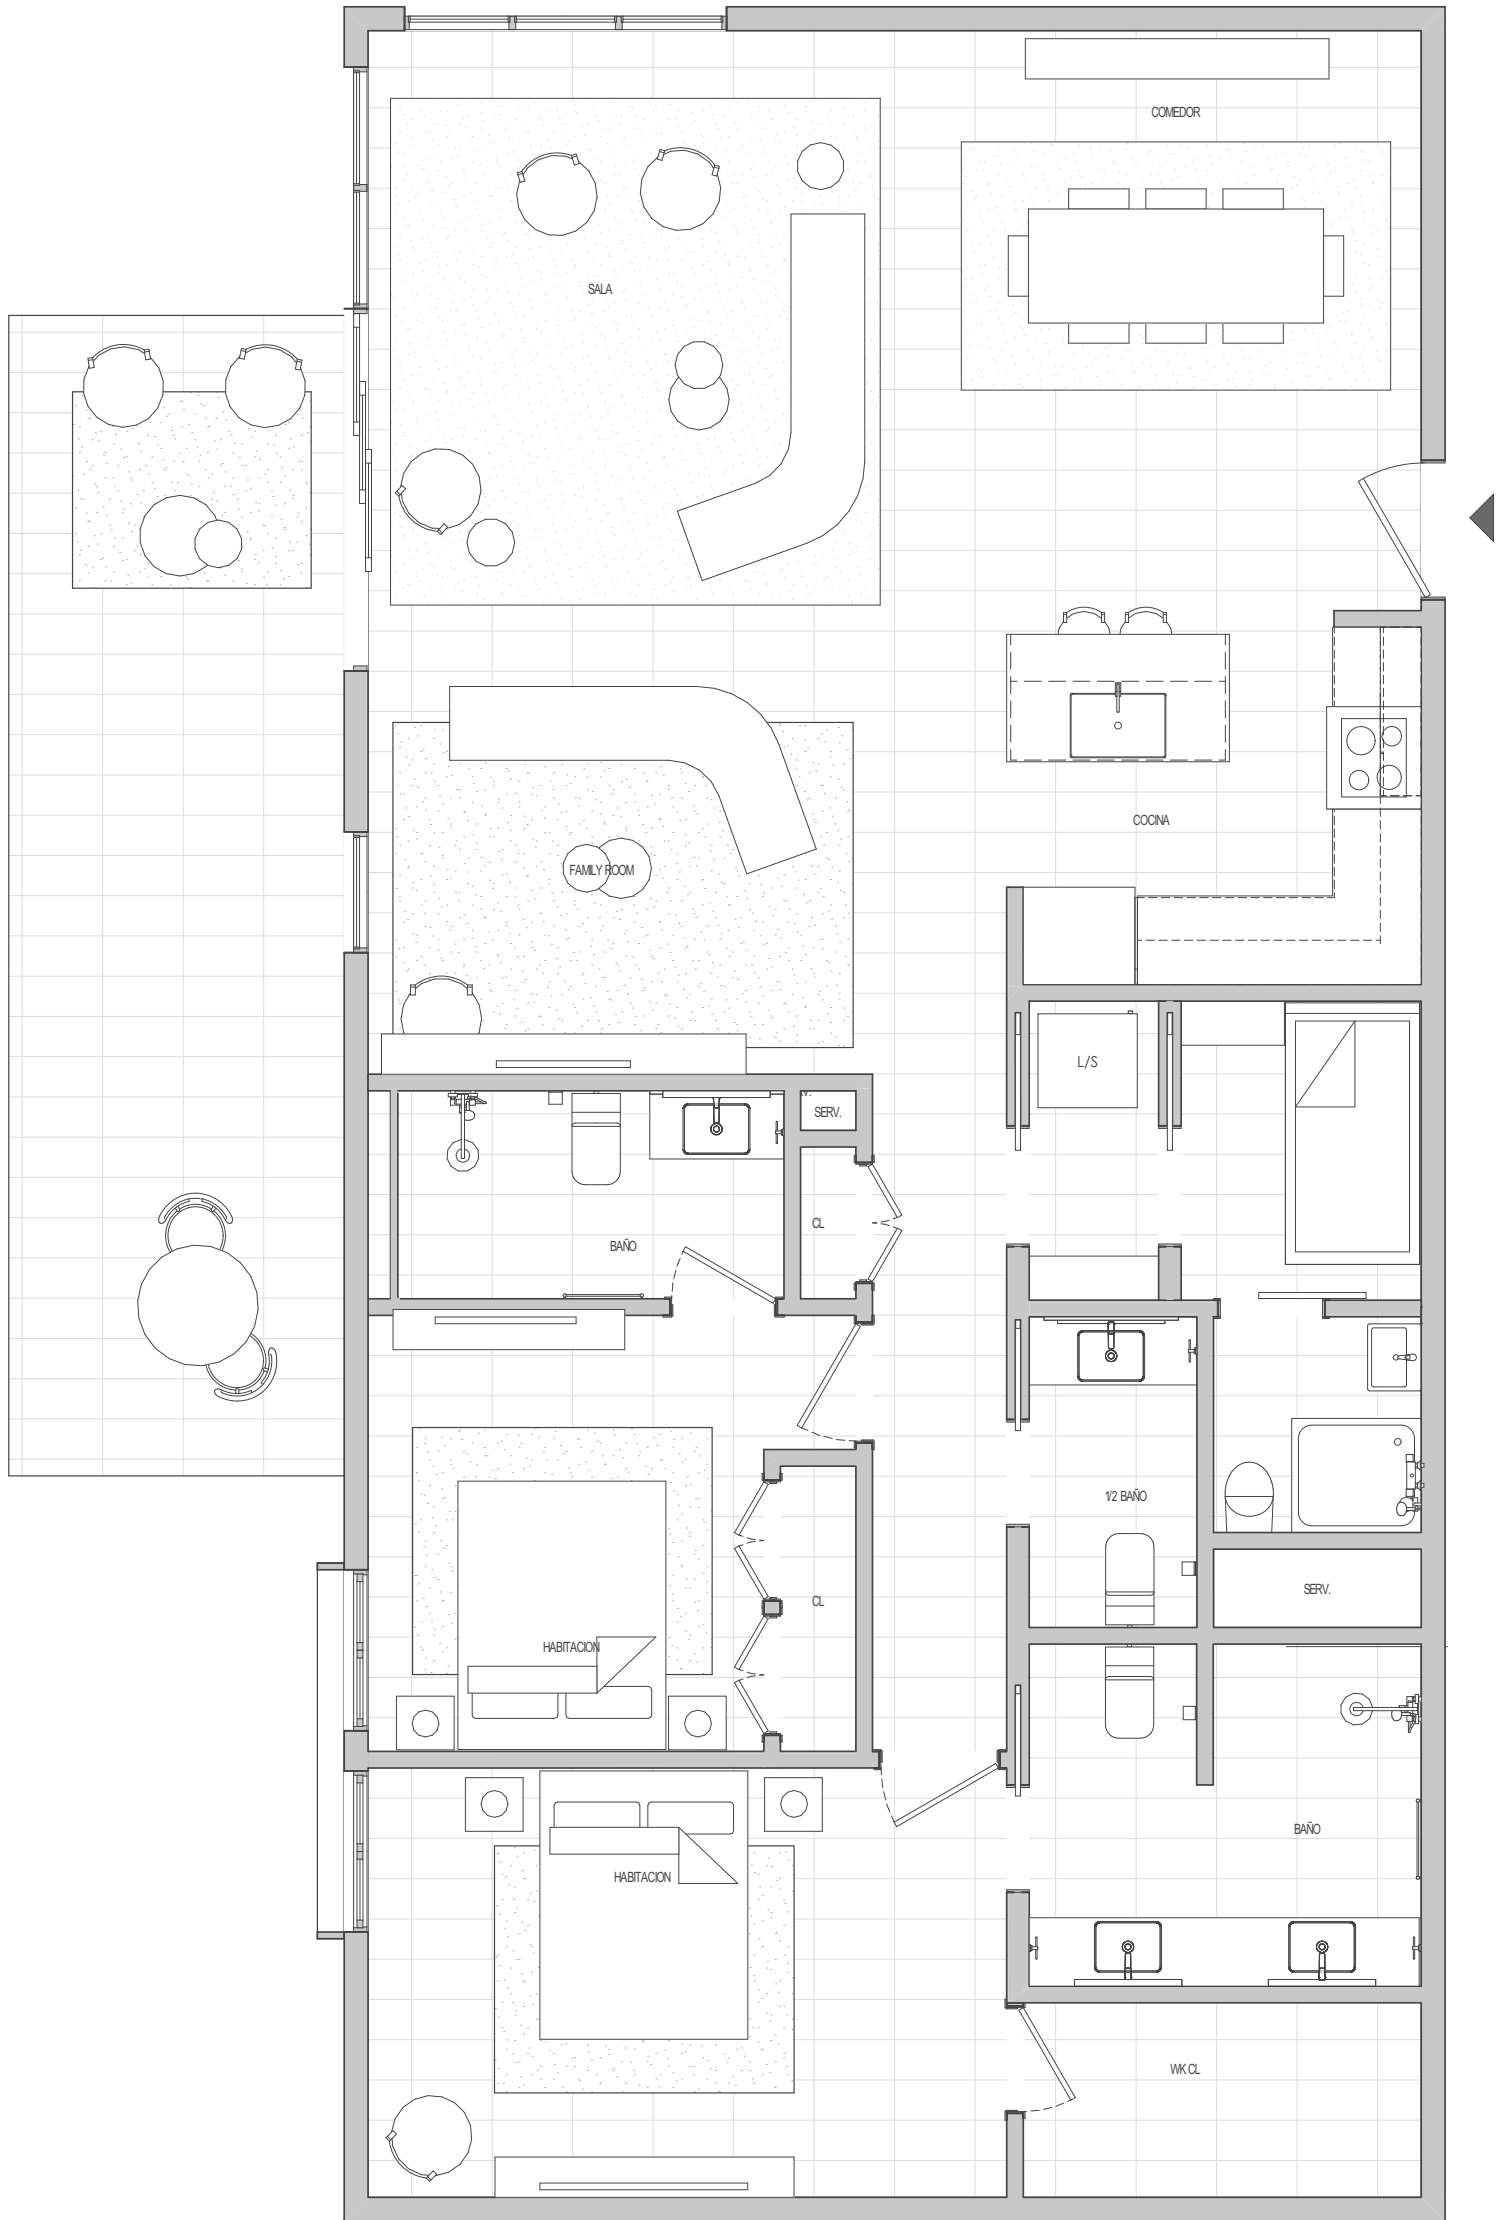 COMEDOR
SALA
COCINA
FAMILY ROOM
L/S
SERV.
CL
BAÑO
1/2 BAÑO
SERV.
CL
HABITACION
BAÑO
HABITACION
WK CL